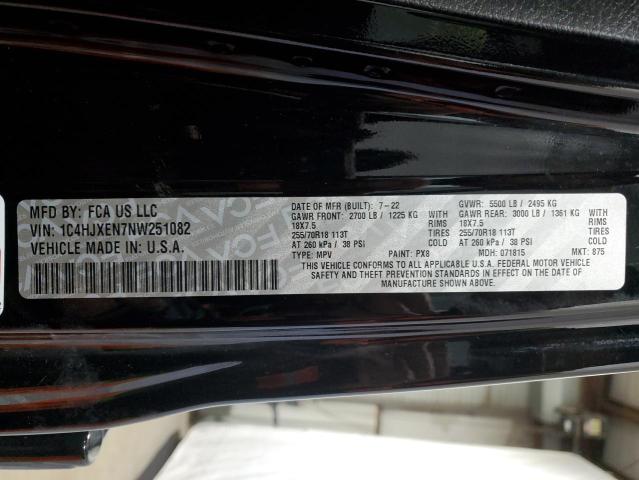 MFD BY: FCA US LLC
VIN: 1C4HJXEN7NW251082
VEHICLE MADE IN U.S.A.
DATE OF MFR (BUILT): 7-22 GVWR: 5500 LB / 2495 KG
GAWR FRONT: 2700 LB / 1225 KG WITH GAWR REAR: 3000 LB / 1361 KG WITH
18X7.5 RIMS 18X7.5 RIMS
255/70R18 113T TIRES 255/70R18 113T TIRES
AT 260 kPa / 38 PSI AT 260 kPa / 38 PSI
TYPE: MPV PAINT: PX8 MDH: 071815 MKT: 875
THIS VEHICLE CONFORMS TO ALL APPLICABLE U.S.A. FEDERAL MOTOR VEHICLE
SAFETY AND THEFT PREVENTION STANDARDS IN EFFECT ON THE DATE OF
MANUFACTURE SHOWN ABOVE.